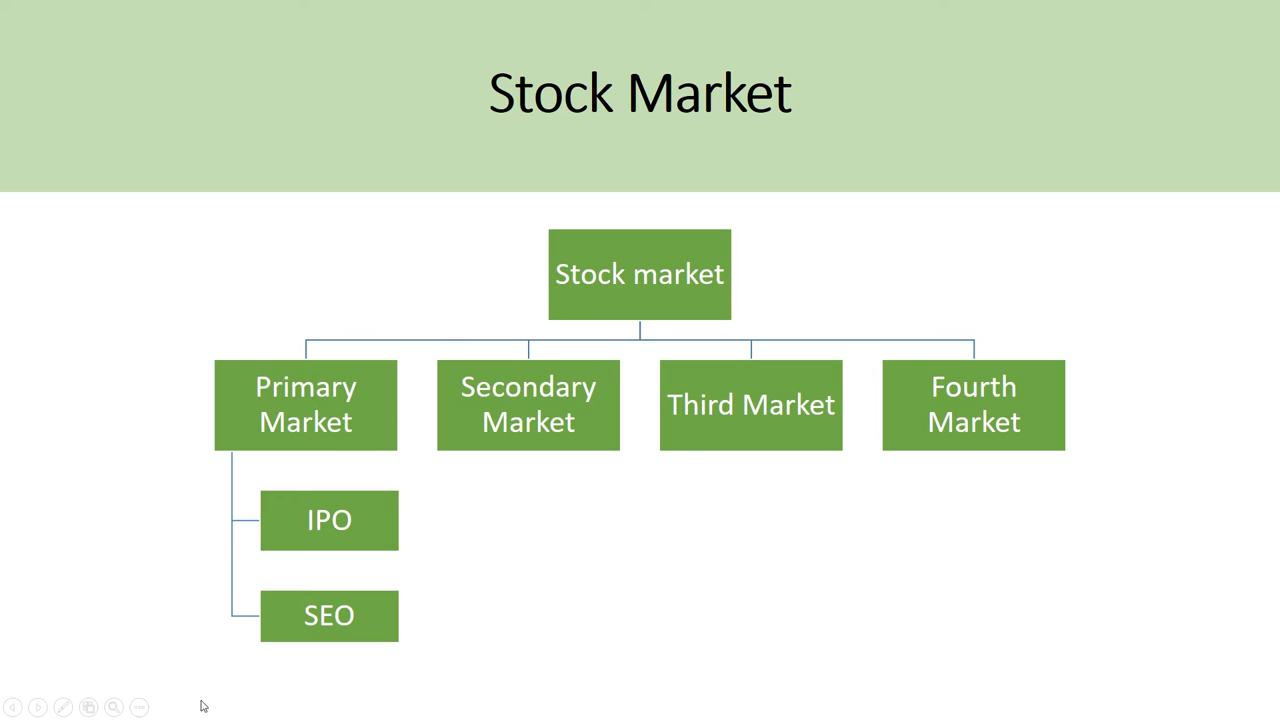 Stock Market
Stock market
Primary
Market
Secondary
Market
Third Market
Fourth
Market
IPO
SEO